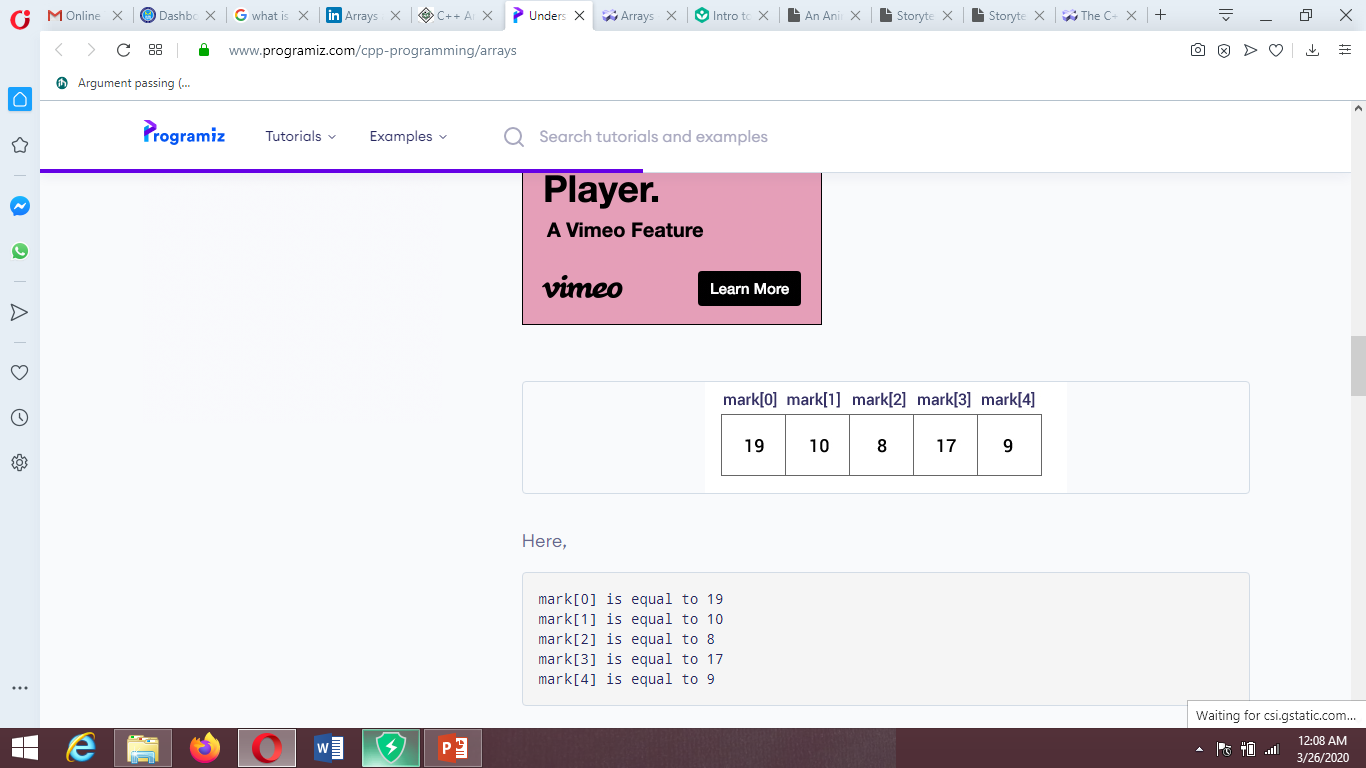 Online
Dashbo
what is
Arrays
C++ Ar
Unders
Arrays
Intro to
An Ani
Storyte
Storyte
The C+
www.programiz.com/cpp-programming/arrays
Argument passing (...
Programiz
Tutorials
Examples
Search tutorials and examples
Player.
A Vimeo Feature
vimeo
Learn More
mark[0] mark[1] mark[2] mark[3] mark[4]
19 10 8 17 9
Here,
mark[0] is equal to 19
mark[1] is equal to 10
mark[2] is equal to 8
mark[3] is equal to 17
mark[4] is equal to 9
Waiting for csi.gstatic.com...
12:08 AM
3/26/2020